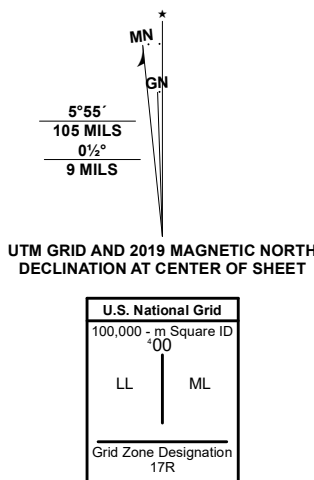 ★
MN
GN
5°55´
105 MILS
0½°
9 MILS
UTM GRID AND 2019 MAGNETIC NORTH
DECLINATION AT CENTER OF SHEET
U.S. National Grid
100,000 - m Square ID
⁴00
LL ML
Grid Zone Designation
17R